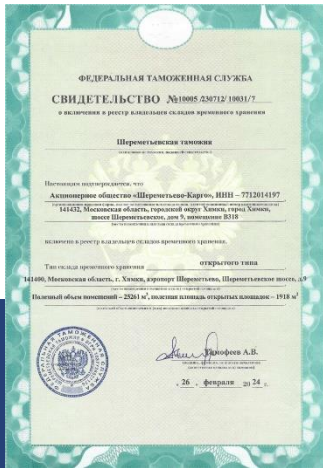 ФЕДЕРАЛЬНАЯ ТАМОЖЕННАЯ СЛУЖБА
СВИДЕТЕЛЬСТВО №10005/230712/10031/7
о включении в реестр владельцев складов временного хранения
Шереметьевская таможня
Настоящим подтверждается, что
Акционерное общество «Шереметьево-Карго», ИНН – 7712014197
141432, Московская область, городской округ Химки, город Химки,
шоссе Шереметьевское, дом 9, помещение В318
включено в реестр владельцев складов временного хранения.
Тип склада временного хранения открытого типа
141400, Московская область, г. Химки, аэропорт Шереметьево, Шереметьевское шоссе, д.9
Полезный объем помещений – 25261 м³, полезная площадь открытых площадок – 1918 м²
Тимофеев А.В.
„ 26 „ февраля 20 24 г.